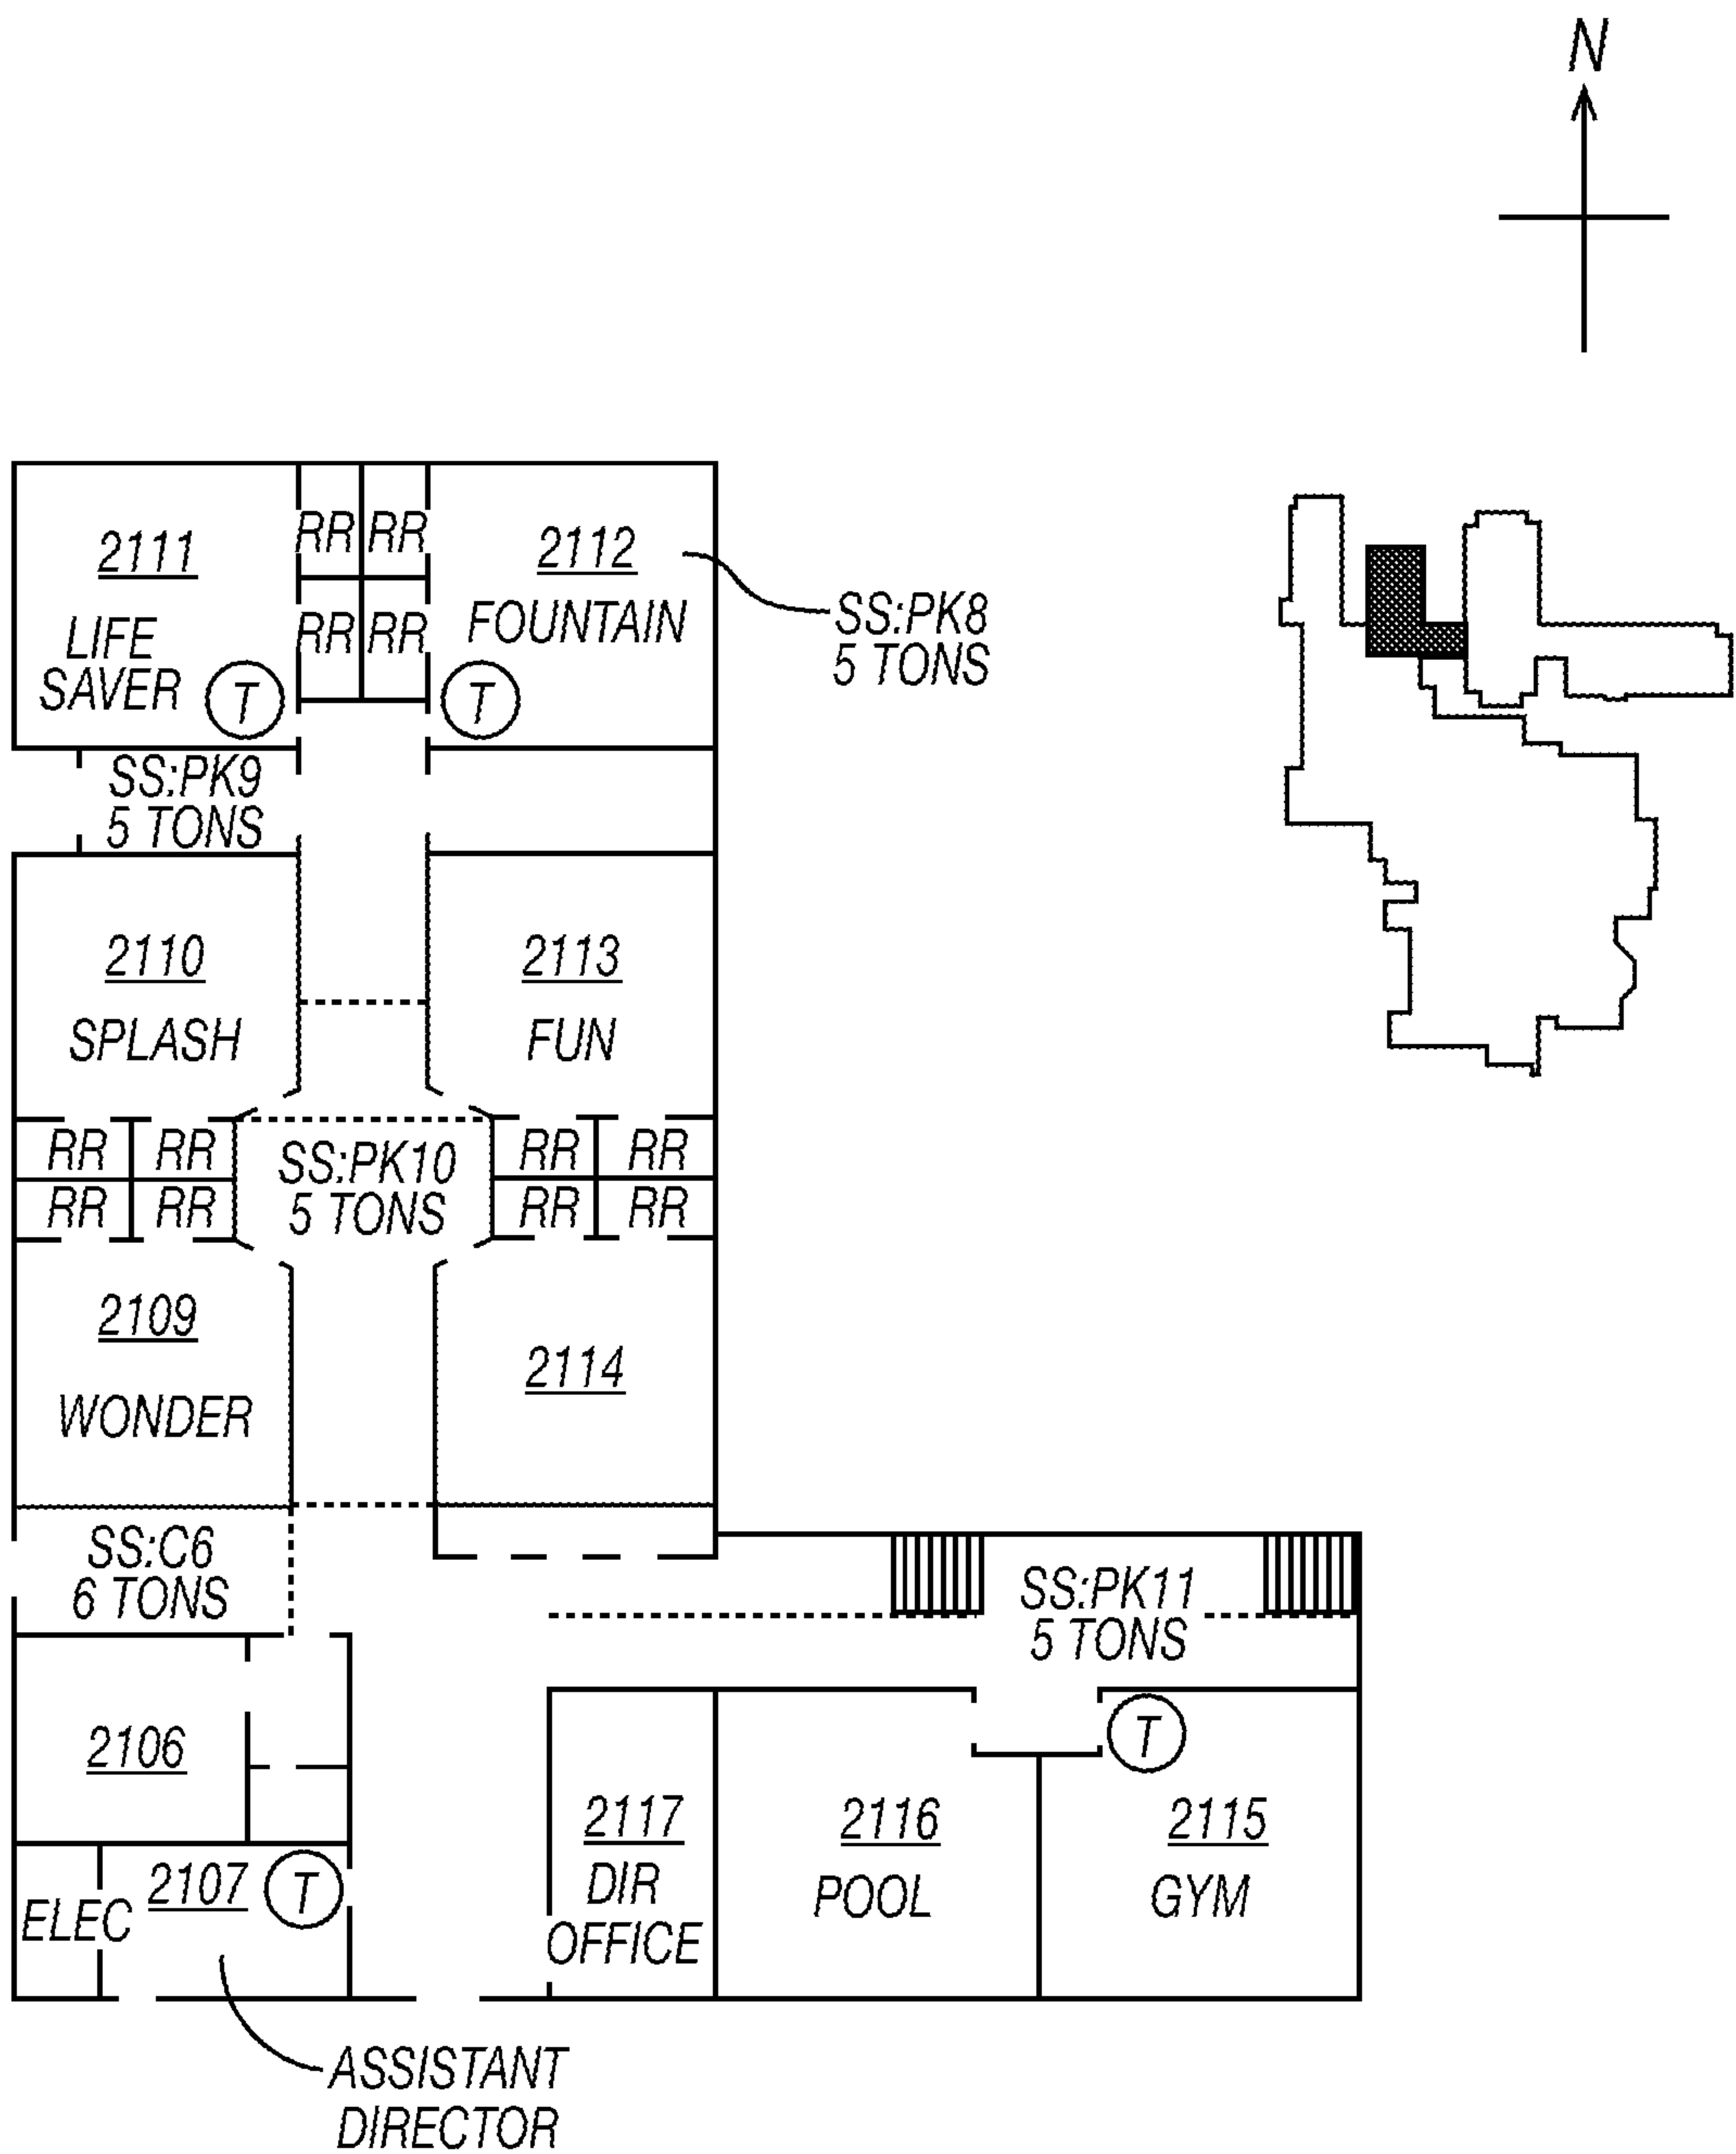 N
2111
LIFE
SAVER
T
RR RR
RR RR
2112
FOUNTAIN
T
SS:PK8
5 TONS
SS:PK9
5 TONS
2110
SPLASH
2113
FUN
RR RR
RR RR
SS:PK10
5 TONS
RR RR
RR RR
2109
WONDER
2114
SS:C6
6 TONS
SS:PK11
5 TONS
2106
2107
T
ELEC
2117
DIR
OFFICE
2116
POOL
T
2115
GYM
ASSISTANT
DIRECTOR